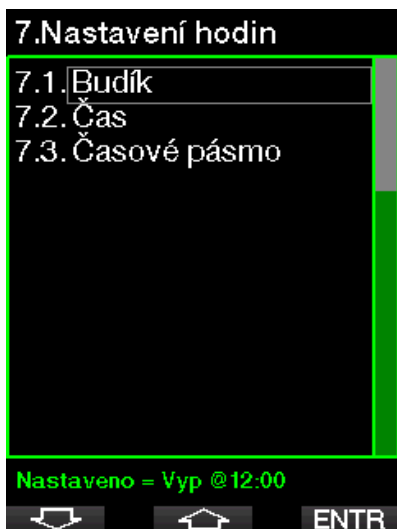 7.Nastavení hodin
7.1. Budík
7.2. Čas
7.3. Časové pásmo
Nastaveno = Vyp @12:00
ENTR